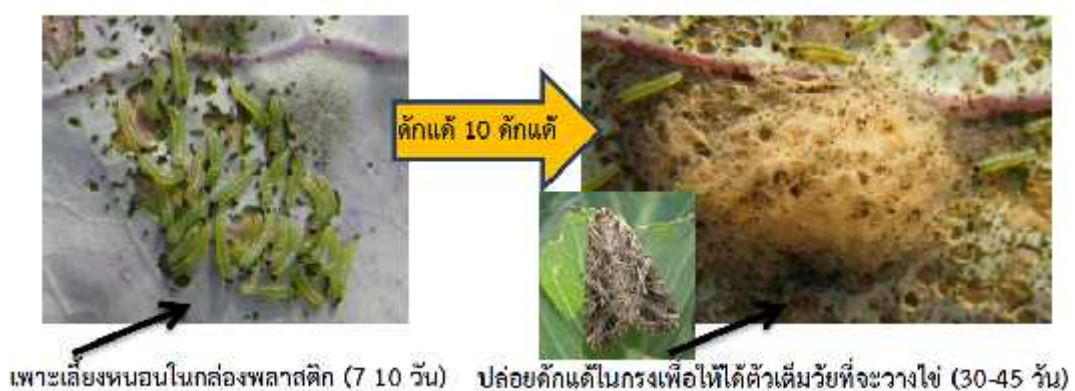 ดักแด้ 10 ดักแด้
เพาะเลี้ยงหนอนในกล่องพลาสติก (7 10 วัน)
ปล่อยดักแด้ในกรงเพื่อให้ได้ตัวเต็มวัยที่จะวางไข่ (30-45 วัน)